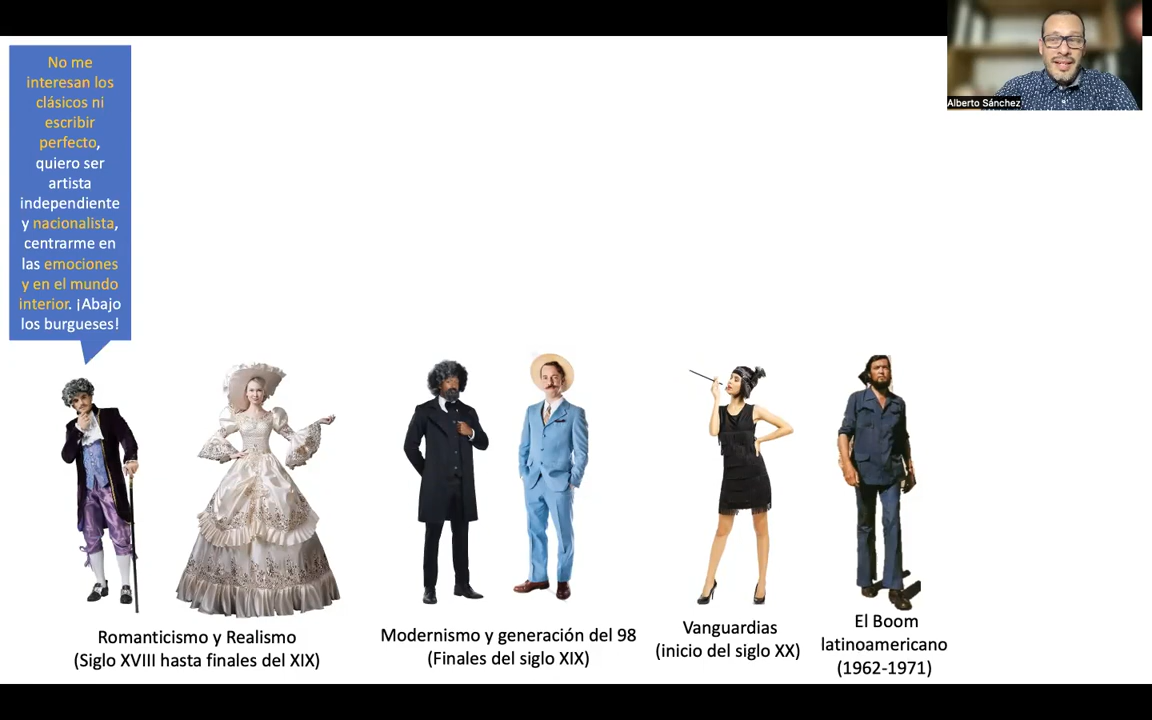 No me
interesan los
clásicos ni
escribir
perfecto,
quiero ser
artista
independiente
y nacionalista,
centrarme en
las emociones
y en el mundo
interior. ¡Abajo
los burgueses!
Alberto Sánchez
Romanticismo y Realismo
(Siglo XVIII hasta finales del XIX)
Modernismo y generación del 98
(Finales del siglo XIX)
Vanguardias
(inicio del siglo XX)
El Boom
latinoamericano
(1962-1971)